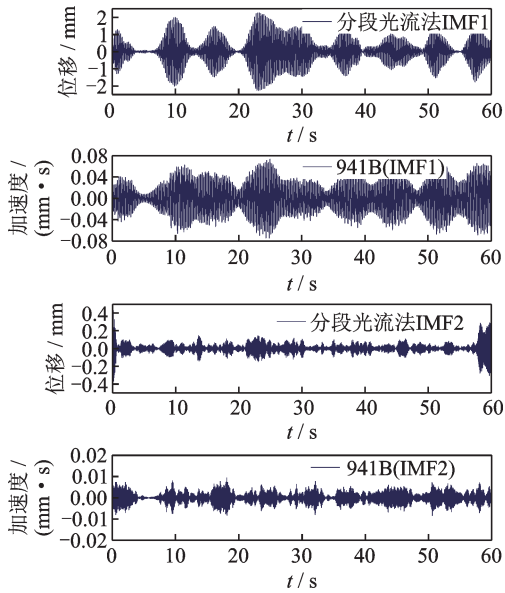 分段光流法IMF1
位移 / mm
2
1
0
−1
−2
0 10 20 30 40 50 60
t / s
941B(IMF1)
加速度 /
(mm·s)
0.08
0.04
0.00
−0.04
−0.08
0 10 20 30 40 50 60
t / s
分段光流法IMF2
位移 / mm
0.4
0.2
0.0
−0.2
−0.4
0 10 20 30 40 50 60
t / s
941B(IMF2)
加速度 /
(mm·s)
0.02
0.01
0.00
−0.01
−0.02
0 10 20 30 40 50 60
t / s